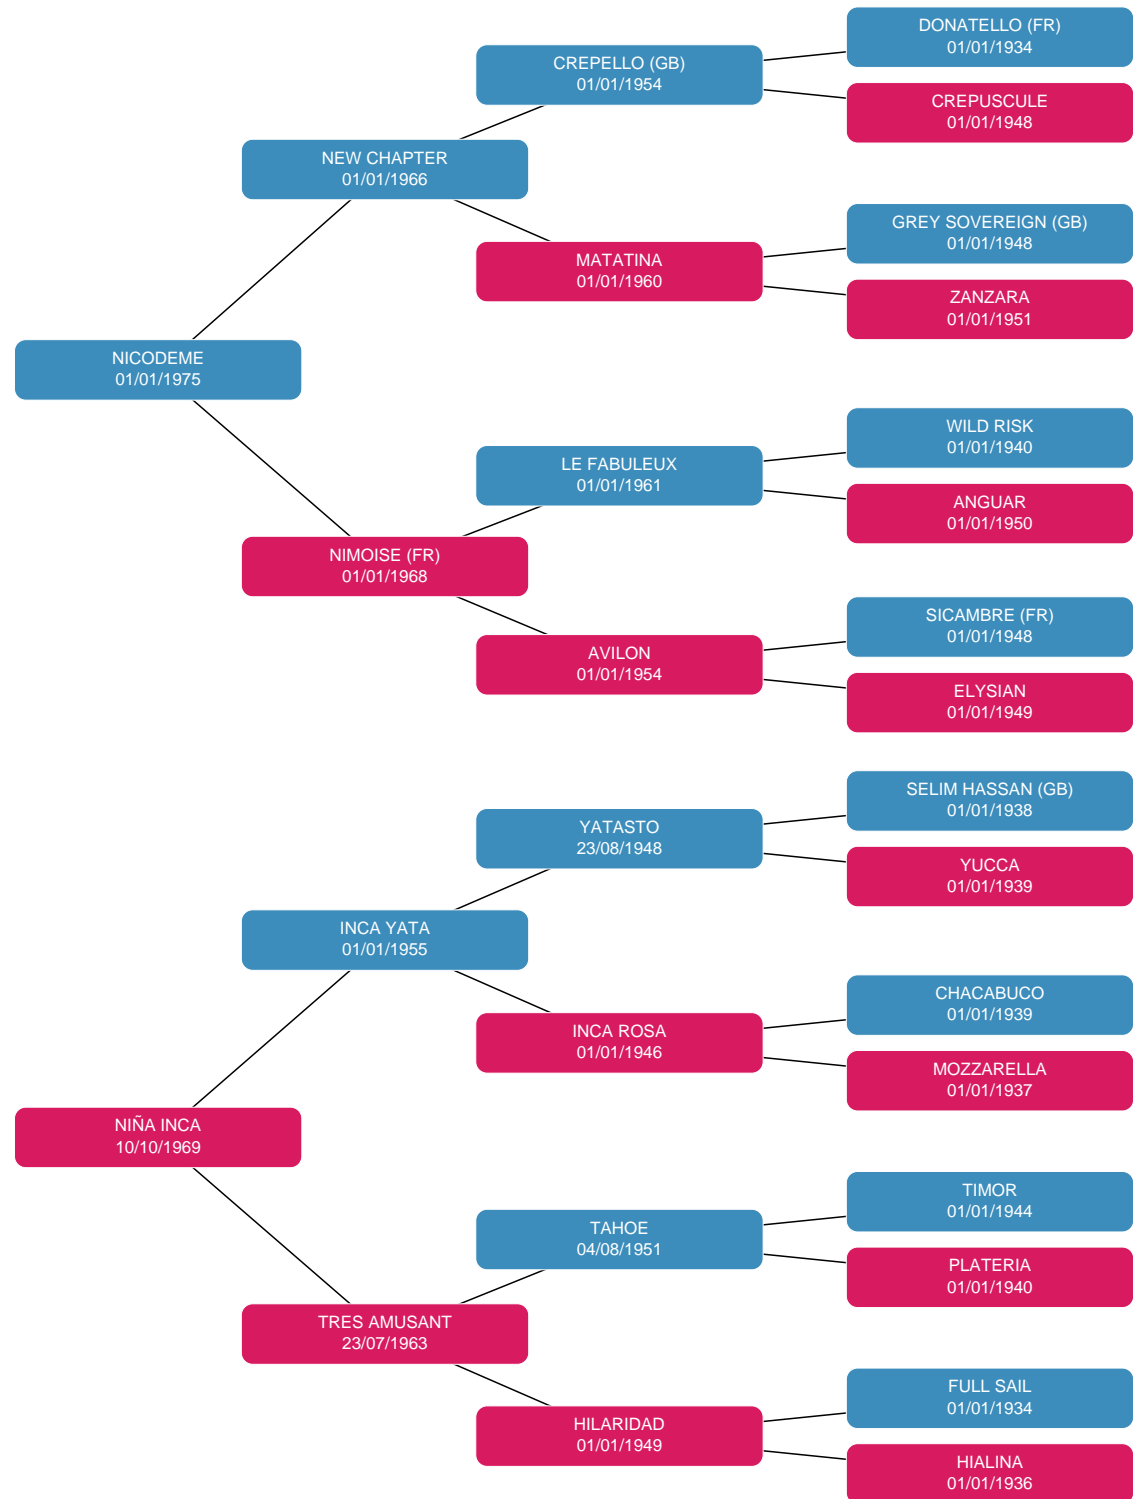 DONATELLO (FR)
01/01/1934
CREPELLO (GB)
01/01/1954
CREPUSCULE
01/01/1948
NEW CHAPTER
01/01/1966
GREY SOVEREIGN (GB)
01/01/1948
MATATINA
01/01/1960
ZANZARA
01/01/1951
NICODEME
01/01/1975
WILD RISK
01/01/1940
LE FABULEUX
01/01/1961
ANGUAR
01/01/1950
NIMOISE (FR)
01/01/1968
SICAMBRE (FR)
01/01/1948
AVILON
01/01/1954
ELYSIAN
01/01/1949
SELIM HASSAN (GB)
01/01/1938
YATASTO
23/08/1948
YUCCA
01/01/1939
INCA YATA
01/01/1955
CHACABUCO
01/01/1939
INCA ROSA
01/01/1946
MOZZARELLA
01/01/1937
NIÑA INCA
10/10/1969
TIMOR
01/01/1944
TAHOE
04/08/1951
PLATERIA
01/01/1940
TRES AMUSANT
23/07/1963
FULL SAIL
01/01/1934
HILARIDAD
01/01/1949
HIALINA
01/01/1936